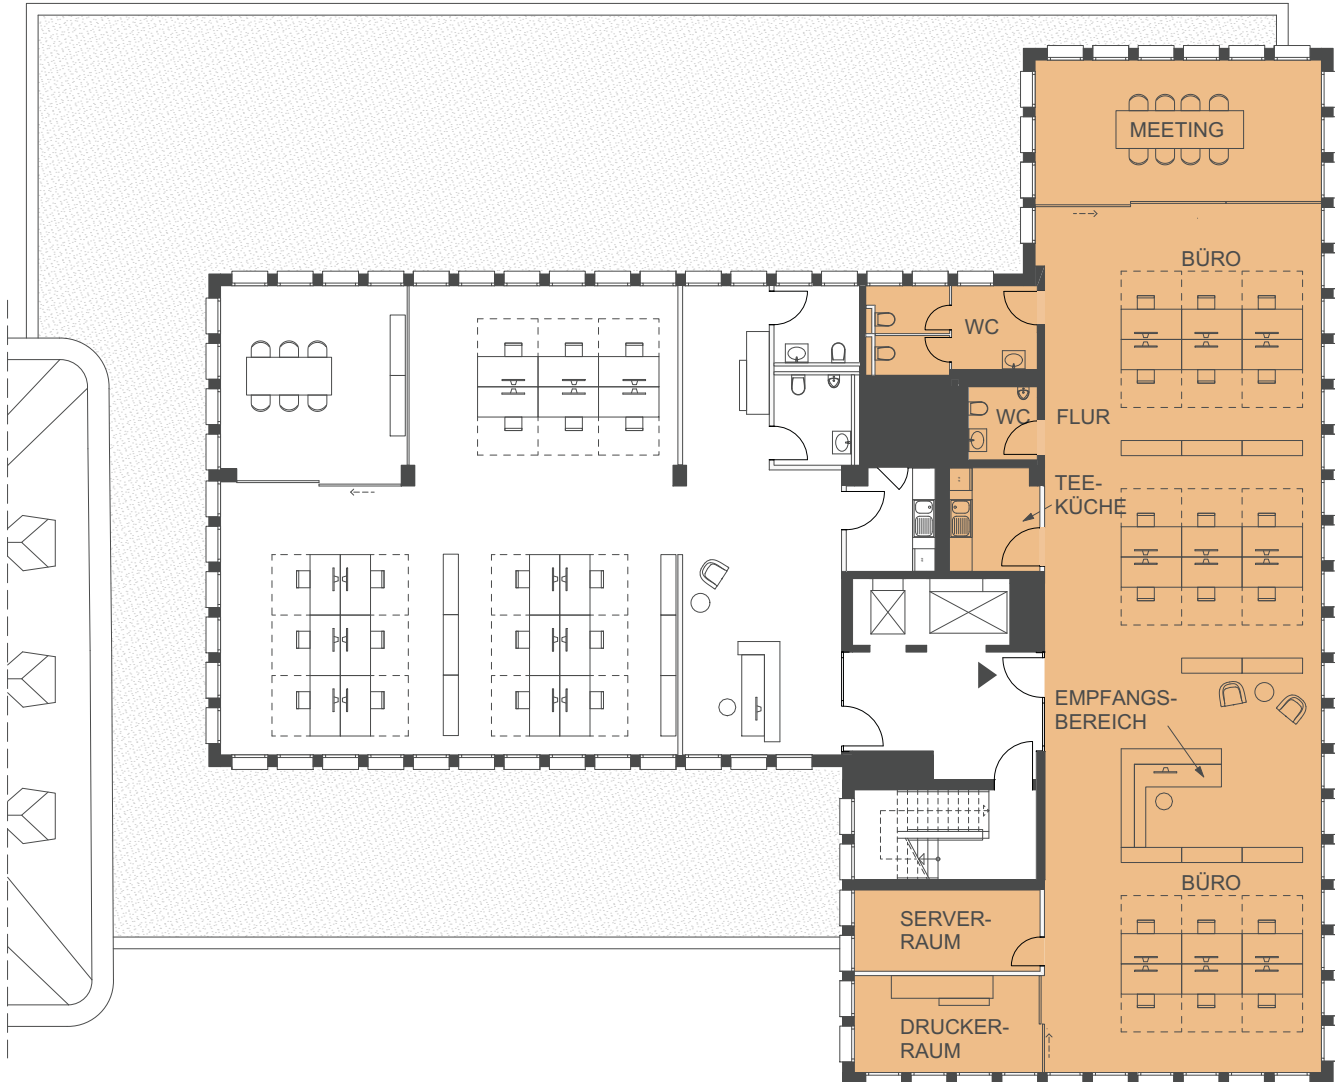 MEETING
BÜRO
WC
WC
FLUR
TEE-
KÜCHE
EMPFANGS-
BEREICH
BÜRO
SERVER-
RAUM
DRUCKER-
RAUM